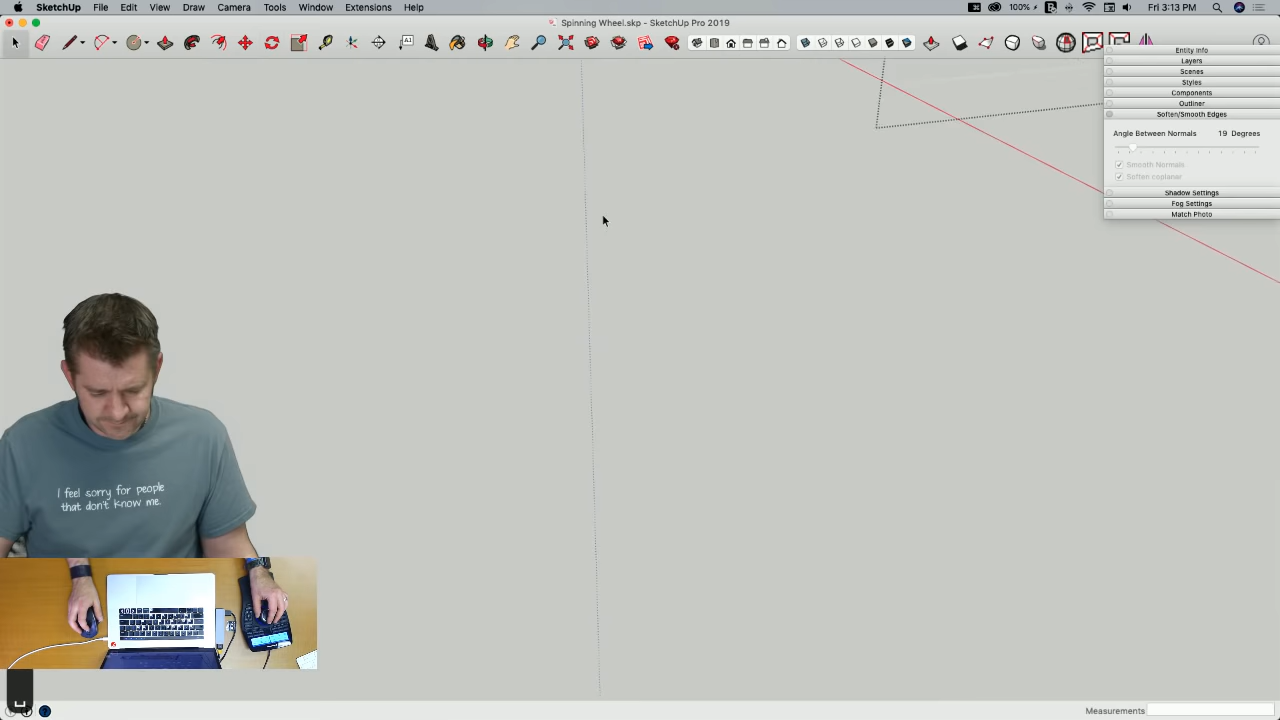 SketchUp File Edit View Draw Camera Tools Window Extensions Help 100% Fri 3:13 PM
Spinning Wheel.skp - SketchUp Pro 2019
Entity Info
Layers
Scenes
Styles
Components
Outliner
Soften/Smooth Edges
Angle Between Normals 19 Degrees
Smooth Normals
Soften coplanar
Shadow Settings
Fog Settings
Match Photo
I feel sorry for people
that don't know me.
Measurements